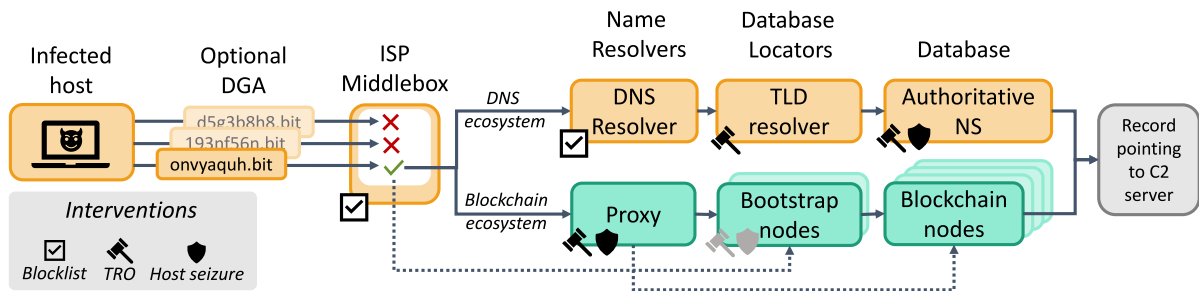 Infected
host
Optional
DGA
ISP
Middlebox
Name
Resolvers
Database
Locators
Database
d5g3b8b8.bit
193nf56n.bit
onvyaquh.bit
DNS
ecosystem
DNS
Resolver
TLD
resolver
Authoritative
NS
Record
pointing
to C2
server
Blockchain
ecosystem
Proxy
Bootstrap
nodes
Blockchain
nodes
Interventions
Blocklist
TRO
Host seizure